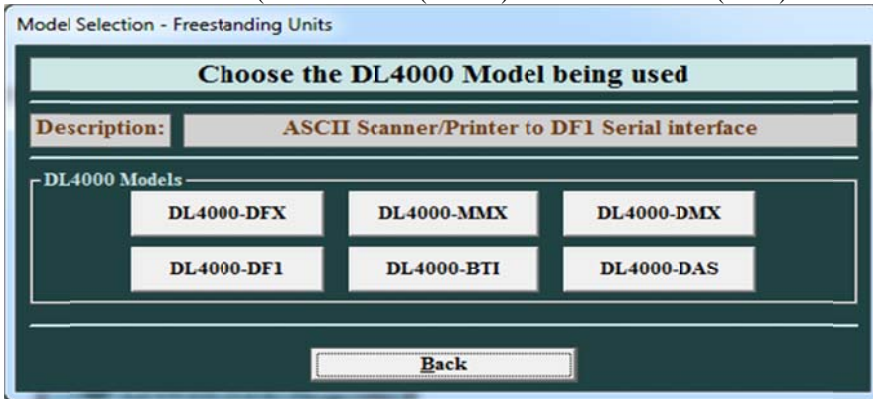 Model Selection - Freestanding Units
Choose the DL4000 Model being used
Description: ASCII Scanner/Printer to DF1 Serial interface
DL4000 Models
DL4000-DFX DL4000-MMX DL4000-DMX
DL4000-DF1 DL4000-BTI DL4000-DAS
Back